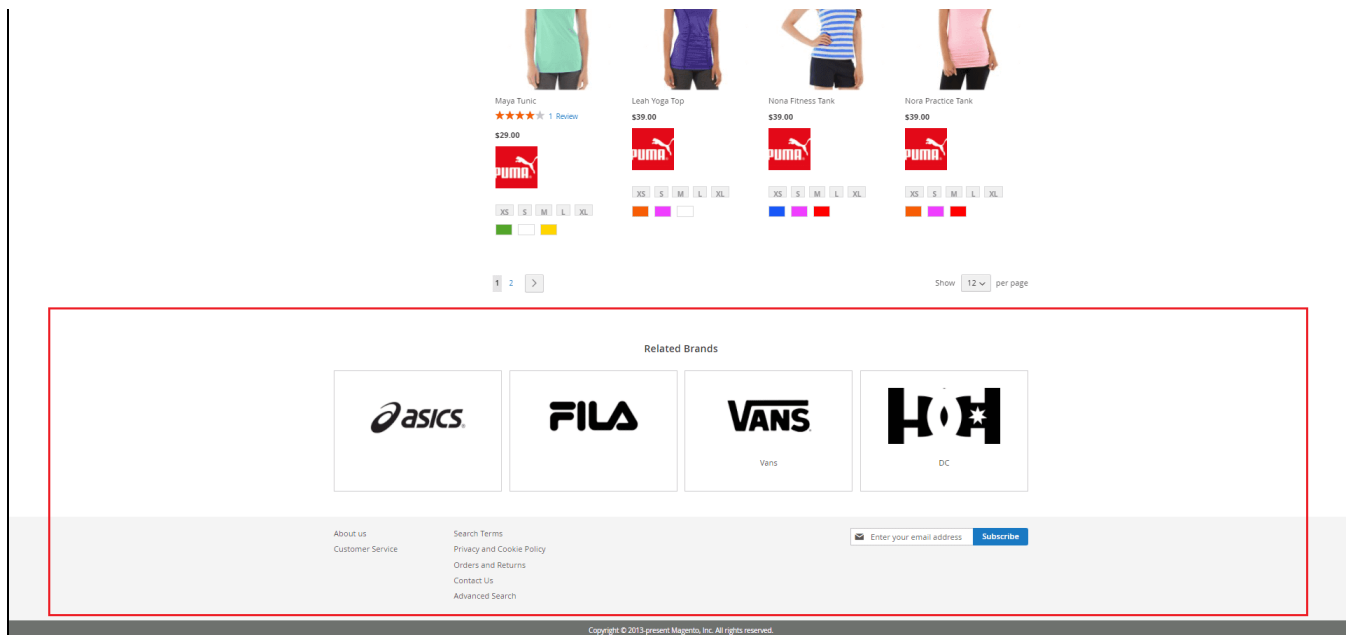 Maya Tunic
1 Review
$29.00
PUMA
XS S M L XL
Leah Yoga Top
$39.00
PUMA
XS S M L XL
Nona Fitness Tank
$39.00
PUMA
XS S M L XL
Nora Practice Tank
$39.00
PUMA
XS S M L XL
1 2 >
Show 12 per page
Related Brands
asics
FILA
VANS
Vans
DC
About us
Customer Service
Search Terms
Privacy and Cookie Policy
Orders and Returns
Contact Us
Advanced Search
Enter your email address Subscribe
Copyright © 2013-present Magento, Inc. All rights reserved.